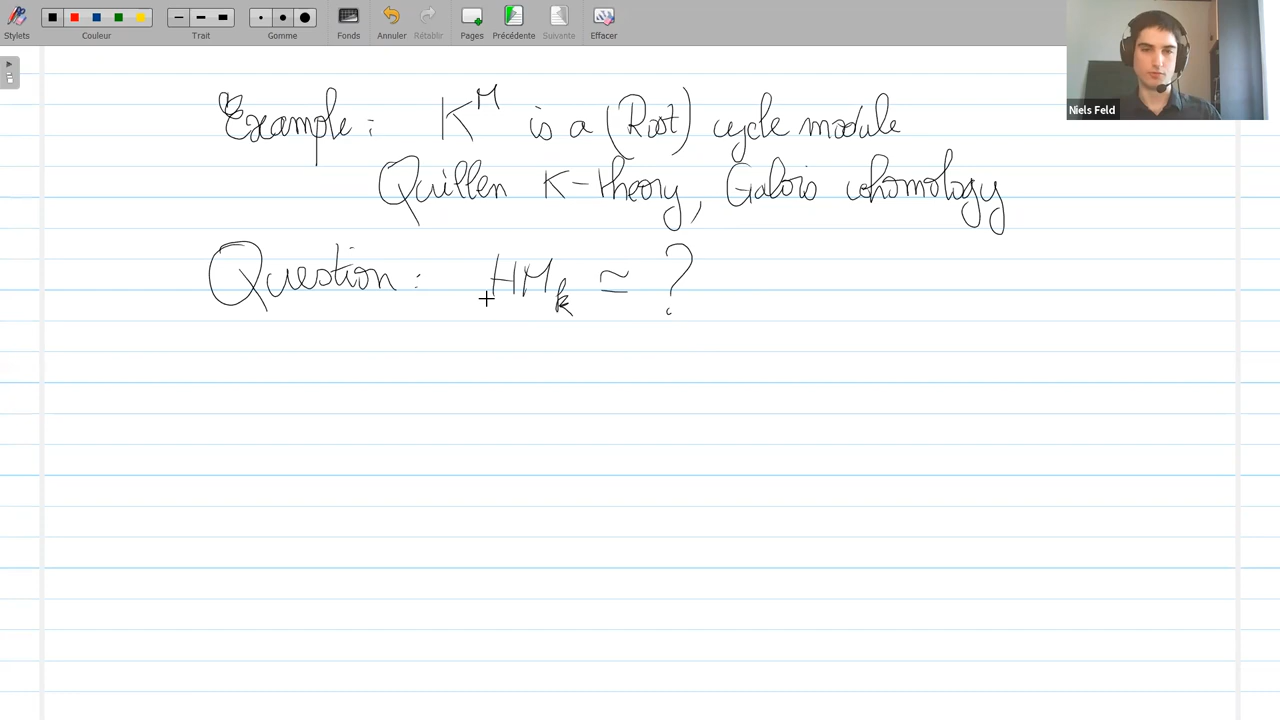 Stylets Couleur Trait Gomme Fonds Annuler Rétablir Pages Précédente Suivante Effacer
Niels Feld
Example : K^M is a (Rost) cycle module
Quillen K-theory, Galois cohomology
Question : HM_k ≃ ?